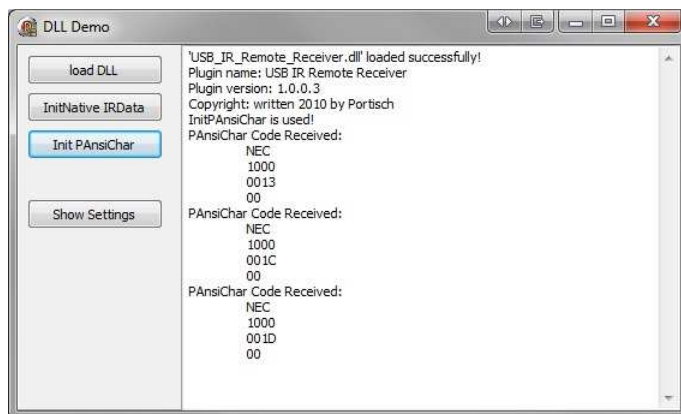 DLL Demo
load DLL
InitNative IRData
Init PAnsiChar
Show Settings
'USB_IR_Remote_Receiver.dll' loaded successfully!
Plugin name: USB IR Remote Receiver
Plugin version: 1.0.0.3
Copyright: written 2010 by Portisch
InitPAnsiChar is used!
PAnsiChar Code Received:
NEC
1000
0013
00
PAnsiChar Code Received:
NEC
1000
001C
00
PAnsiChar Code Received:
NEC
1000
001D
00